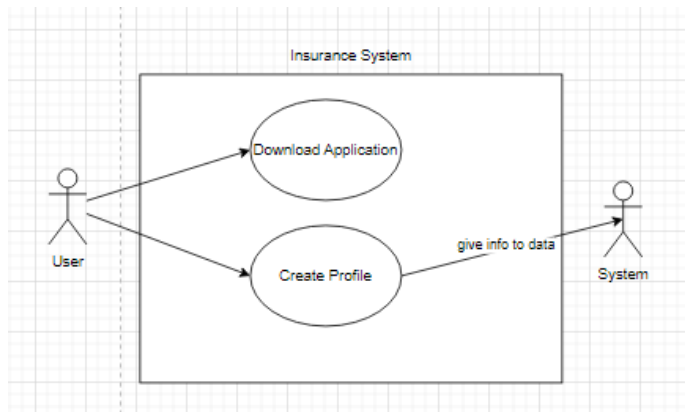 Insurance System
Download Application
User
Create Profile
give info to data
System